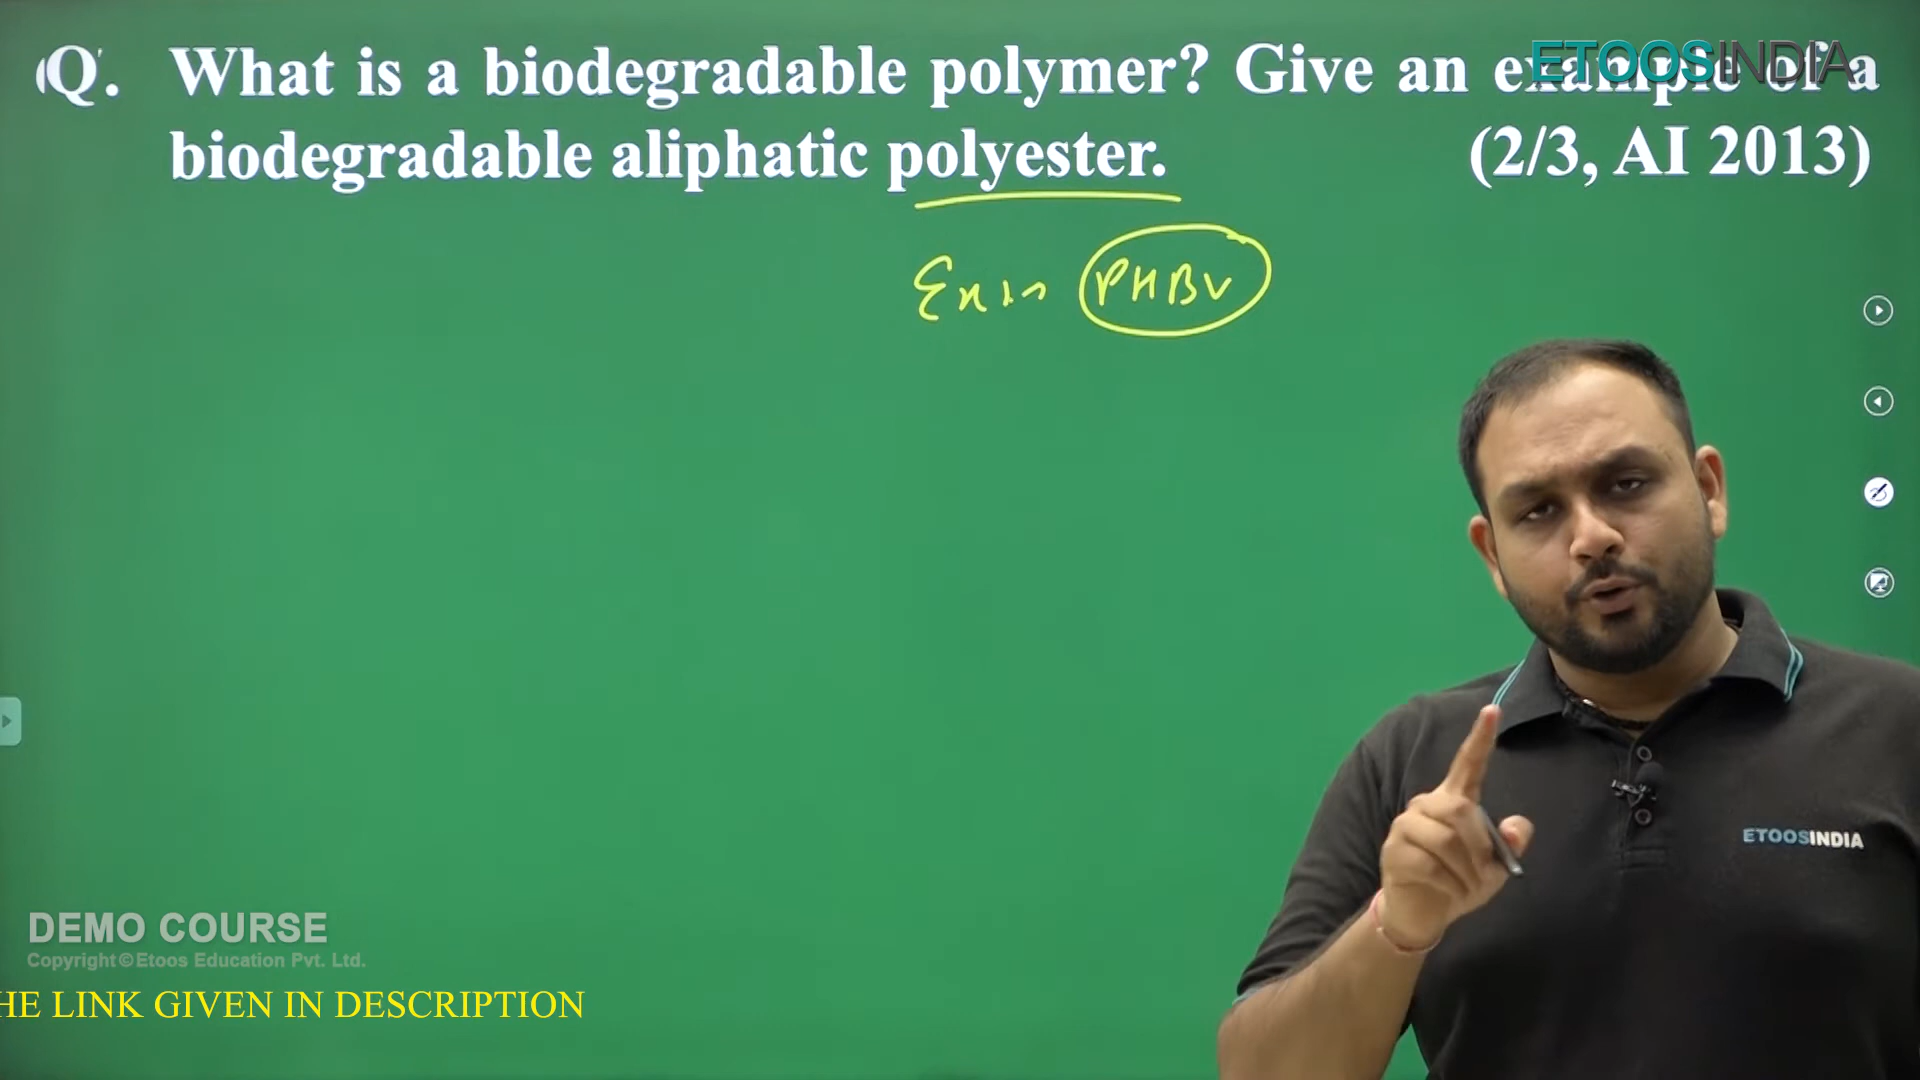 Q. What is a biodegradable polymer? Give an example of a
biodegradable aliphatic polyester. (2/3, AI 2013)
ETOOSINDIA
PHBV
ETOOSINDIA
DEMO COURSE
Copyright©Etoos Education Pvt. Ltd.
HE LINK GIVEN IN DESCRIPTION